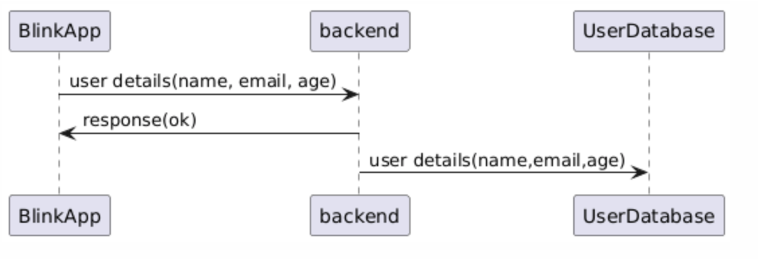 BlinkApp backend UserDatabase
user details(name, email, age)
response(ok)
user details(name,email,age)
BlinkApp backend UserDatabase